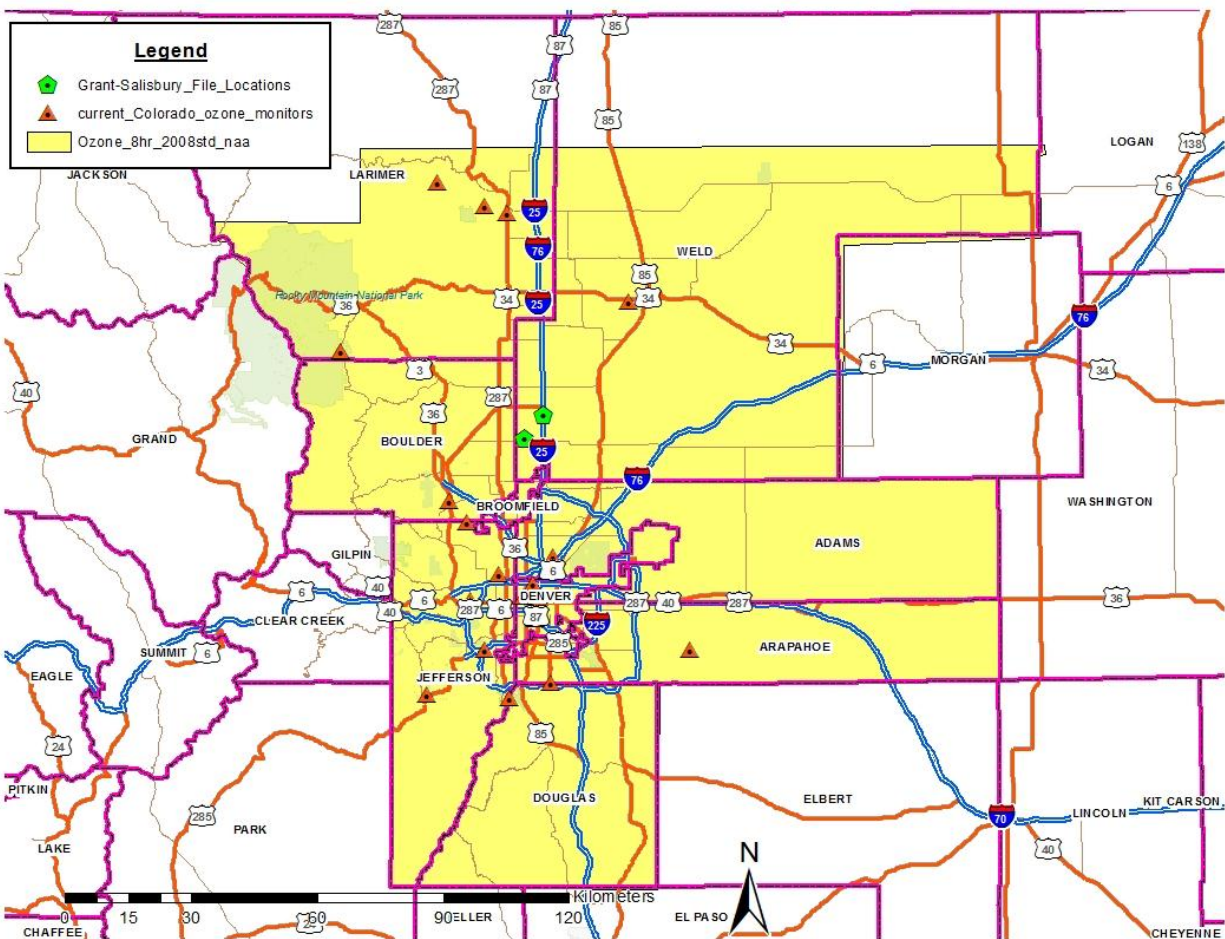 287
85
87
Legend
Grant-Salisbury_File_Locations
current_Colorado_ozone_monitors
Ozone_8hr_2008std_naa
287
87
85
LOGAN
138
JACKSON
LARIMER
6
25
76
WELD
85
Rocky Mountain National Park
36
34
25
34
76
34
6
MORGAN
34
3
40
287
36
GRAND
BOULDER
25
76
BROOMFIELD
WASHINGTON
36
ADAMS
GILPIN
6
40
6
6
40
287
6
DENVER
287
40
287
36
87
CLEAR CREEK
225
285
ARAPAHOE
SUMMIT
6
EAGLE
JEFFERSON
85
24
PITKIN
DOUGLAS
ELBERT
KIT CARSON
285
PARK
70
LINCOLN
LAKE
40
N
Kilometers
0 15 30 60 90 120
ELLER
EL PASO
CHAFFEE
CHEYENNE